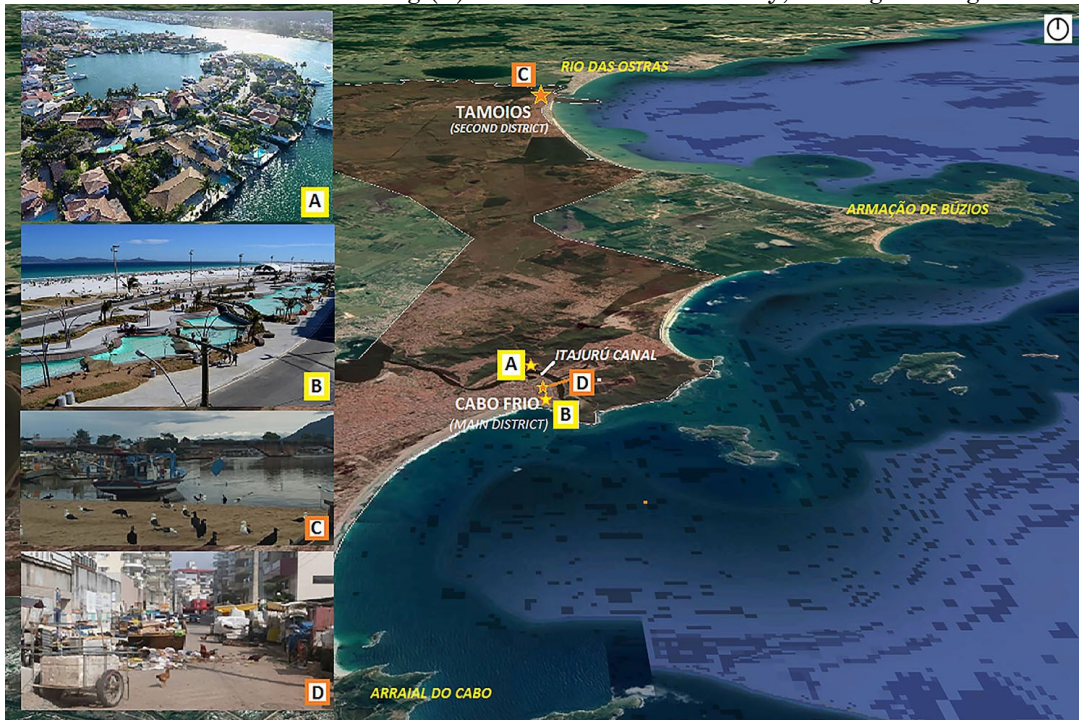 A
B
C
D
C
RIO DAS OSTRAS
TAMOIOS
(SECOND DISTRICT)
ARMAÇÃO DE BÚZIOS
A
ITAJURÚ CANAL
D
CABO FRIO
B
(MAIN DISTRICT)
ARRAIAL DO CABO